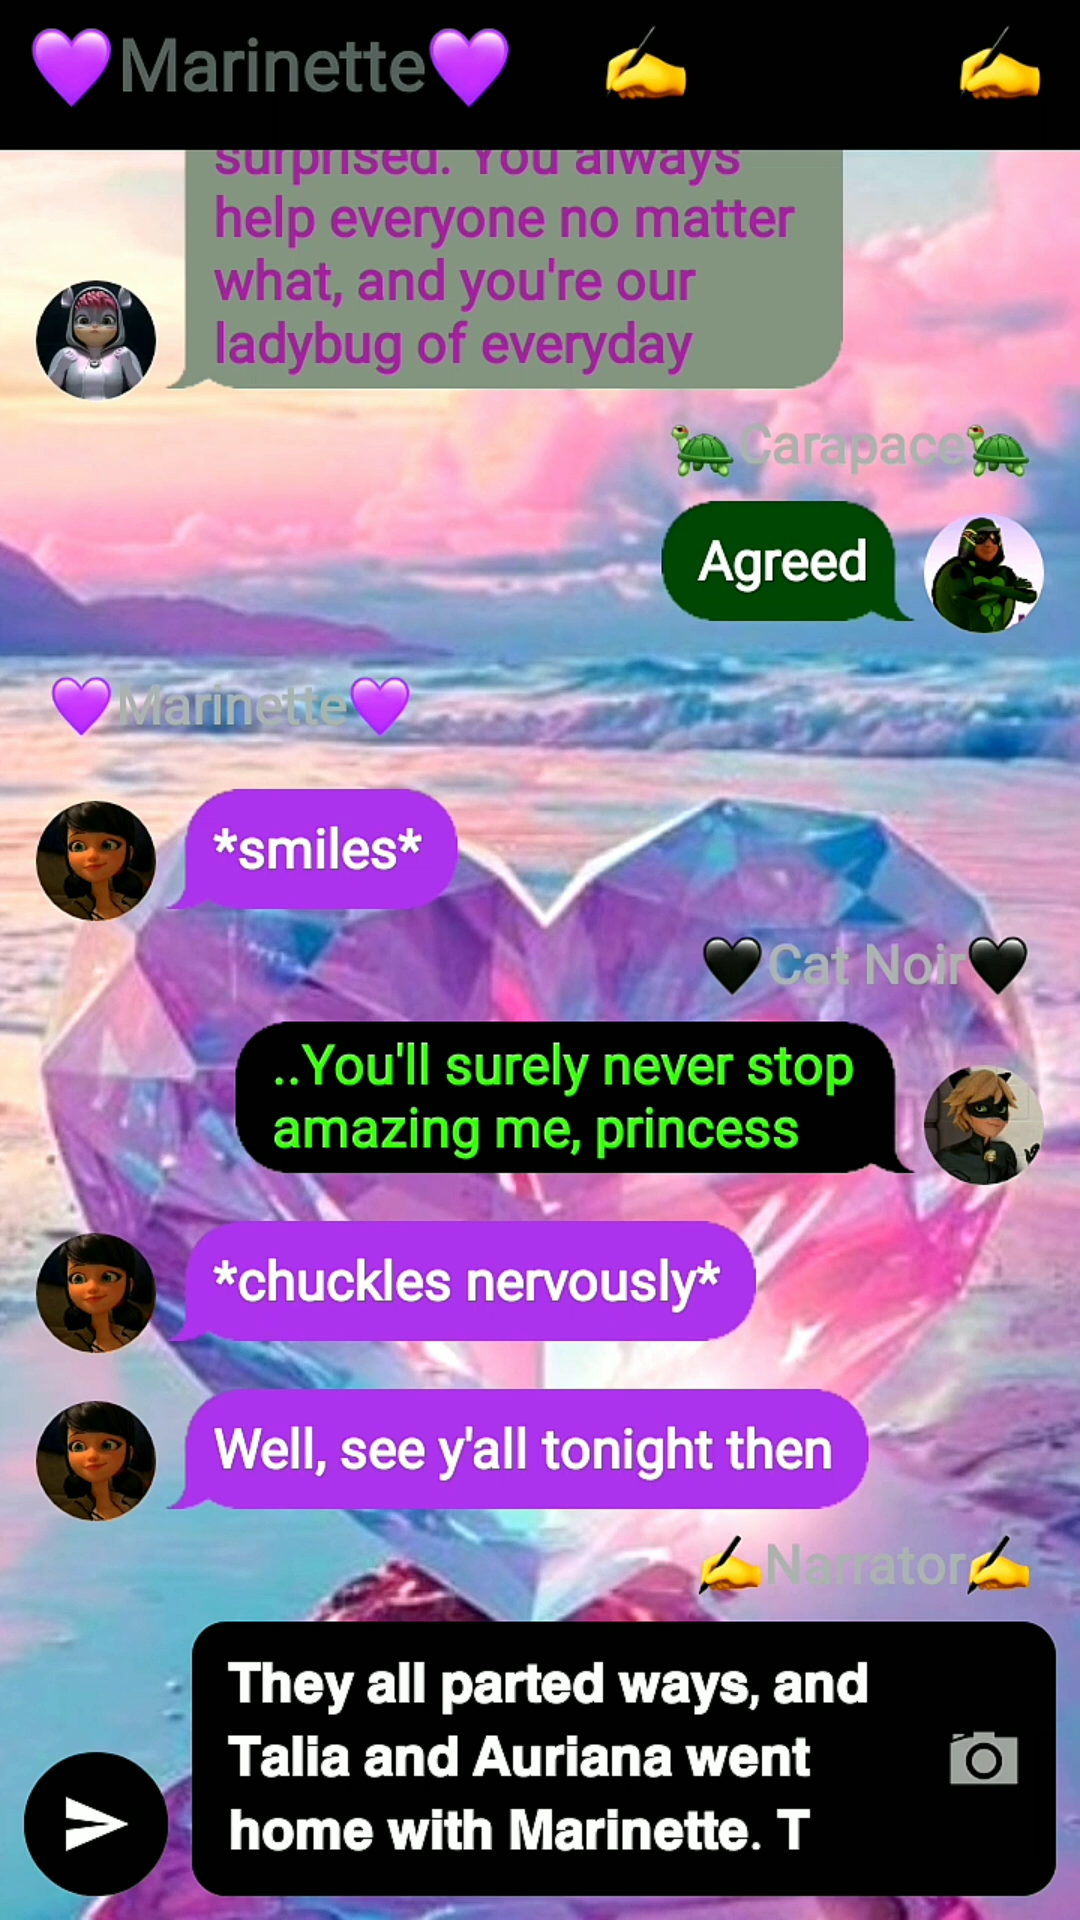 💜Marinette💜 ✍ ✍
surprised. You always
help everyone no matter
what, and you're our
ladybug of everyday
🐢Carapace🐢
Agreed
💜Marinette💜
*smiles*
🖤Cat Noir🖤
..You'll surely never stop
amazing me, princess
*chuckles nervously*
Well, see y'all tonight then
✍Narrator✍
They all parted ways, and
Talia and Auriana went
home with Marinette. T